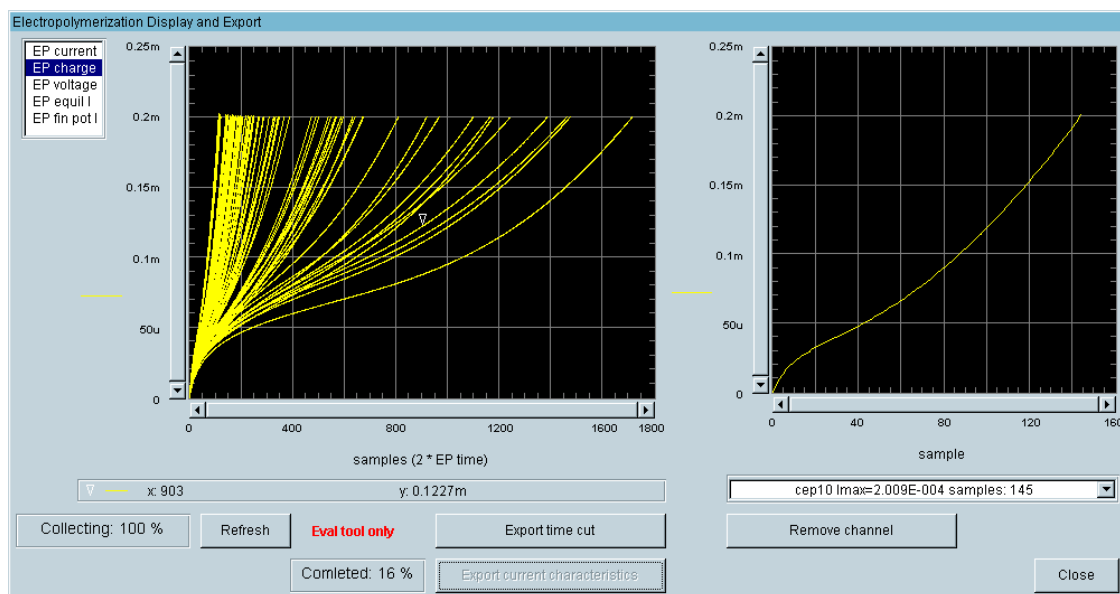 Electropolymerization Display and Export
EP current
EP charge
EP voltage
EP equil I
EP fin pot I
0.25m
0.2m
0.15m
0.1m
50u
0
0 400 800 1200 1600 1800
samples (2 * EP time)
x: 903 y: 0.1227m
0.25m
0.2m
0.15m
0.1m
50u
0
0 40 80 120 160
sample
cep10 Imax=2.009E-004 samples: 145
Collecting: 100 %
Refresh
Eval tool only
Export time cut
Remove channel
Comleted: 16 %
Export current characteristics
Close